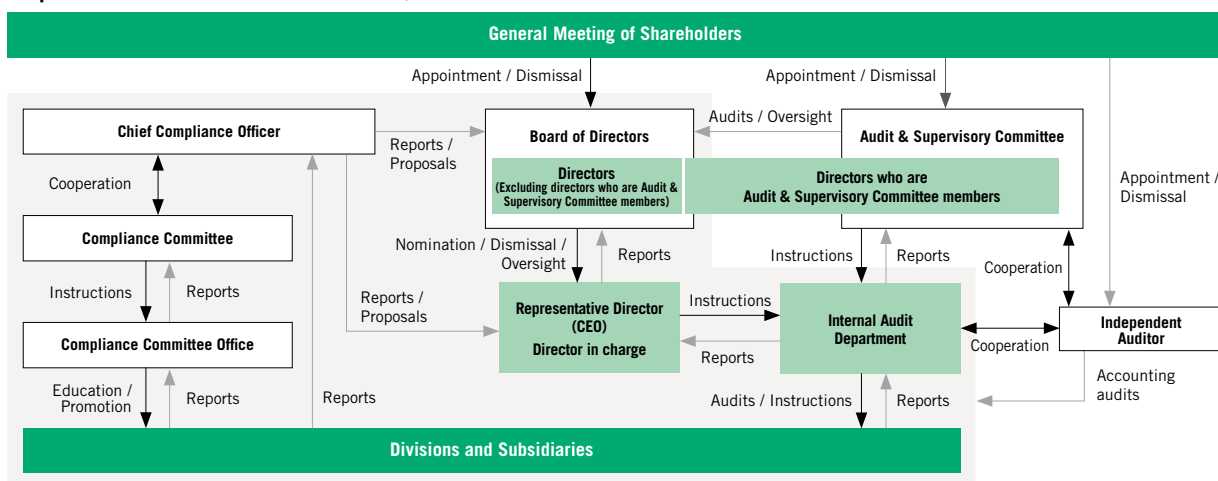 General Meeting of Shareholders
Appointment / Dismissal
Appointment / Dismissal
Chief Compliance Officer
Reports /
Proposals
Board of Directors
Audits / Oversight
Audit & Supervisory Committee
Directors
(Excluding directors who are Audit &
Supervisory Committee members)
Directors who are
Audit & Supervisory Committee members
Appointment /
Dismissal
Cooperation
Compliance Committee
Nomination / Dismissal /
Oversight
Reports
Instructions
Reports
Cooperation
Instructions
Reports
Reports /
Proposals
Representative Director
(CEO)
Director in charge
Instructions
Reports
Internal Audit
Department
Cooperation
Independent
Auditor
Compliance Committee Office
Education /
Promotion
Reports
Reports
Audits / Instructions
Reports
Accounting
audits
Divisions and Subsidiaries